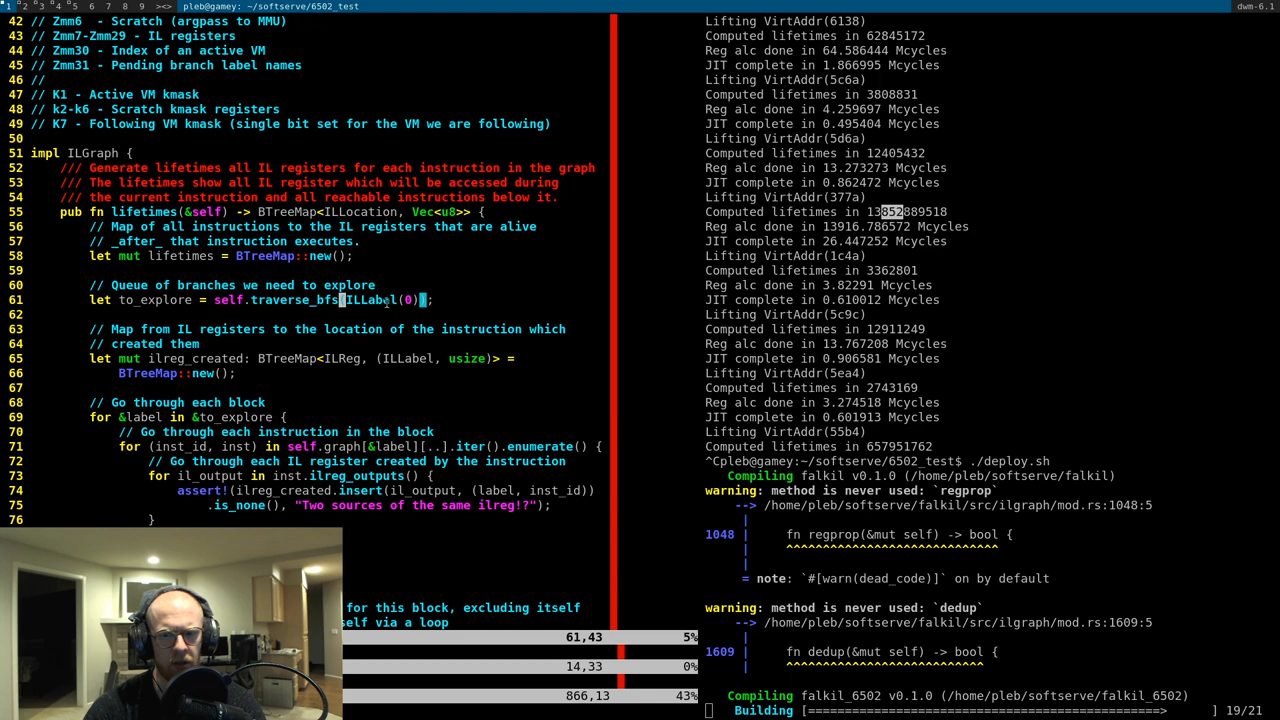 1 2 3 4 5 6 7 8 9 ><> pleb@gamey: ~/softserve/6502_test dwm-6.1
42 // Zmm6 - Scratch (argpass to MMU)
43 // Zmm7-Zmm29 - IL registers
44 // Zmm30 - Index of an active VM
45 // Zmm31 - Pending branch label names
46 //
47 // K1 - Active VM kmask
48 // k2-k6 - Scratch kmask registers
49 // K7 - Following VM kmask (single bit set for the VM we are following)
50
51 impl ILGraph {
52 /// Generate lifetimes all IL registers for each instruction in the graph
53 /// The lifetimes show all IL register which will be accessed during
54 /// the current instruction and all reachable instructions below it.
55 pub fn lifetimes(&self) -> BTreeMap<ILLocation, Vec<u8>> {
56 // Map of all instructions to the IL registers that are alive
57 // _after_ that instruction executes.
58 let mut lifetimes = BTreeMap::new();
59
60 // Queue of branches we need to explore
61 let to_explore = self.traverse_bfs(ILLabel(0));
62
63 // Map from IL registers to the location of the instruction which
64 // created them
65 let mut ilreg_created: BTreeMap<ILReg, (ILLabel, usize)> =
66 BTreeMap::new();
67
68 // Go through each block
69 for &label in &to_explore {
70 // Go through each instruction in the block
71 for (inst_id, inst) in self.graph[&label][..].iter().enumerate() {
72 // Go through each IL register created by the instruction
73 for il_output in inst.ilreg_outputs() {
74 assert!(ilreg_created.insert(il_output, (label, inst_id))
75 .is_none(), "Two sources of the same ilreg!?");
76 }
for this block, excluding itself
self via a loop
61,43 5%
14,33 0%
866,13 43%
Lifting VirtAddr(6138)
Computed lifetimes in 62845172
Reg alc done in 64.586444 Mcycles
JIT complete in 1.866995 Mcycles
Lifting VirtAddr(5c6a)
Computed lifetimes in 3808831
Reg alc done in 4.259697 Mcycles
JIT complete in 0.495404 Mcycles
Lifting VirtAddr(5d6a)
Computed lifetimes in 12405432
Reg alc done in 13.273273 Mcycles
JIT complete in 0.862472 Mcycles
Lifting VirtAddr(377a)
Computed lifetimes in 13852889518
Reg alc done in 13916.786572 Mcycles
JIT complete in 26.447252 Mcycles
Lifting VirtAddr(1c4a)
Computed lifetimes in 3362801
Reg alc done in 3.82291 Mcycles
JIT complete in 0.610012 Mcycles
Lifting VirtAddr(5c9c)
Computed lifetimes in 12911249
Reg alc done in 13.767208 Mcycles
JIT complete in 0.906581 Mcycles
Lifting VirtAddr(5ea4)
Computed lifetimes in 2743169
Reg alc done in 3.274518 Mcycles
JIT complete in 0.601913 Mcycles
Lifting VirtAddr(55b4)
Computed lifetimes in 657951762
^Cpleb@gamey:~/softserve/6502_test$ ./deploy.sh
Compiling falkil v0.1.0 (/home/pleb/softserve/falkil)
warning: method is never used: `regprop`
--> /home/pleb/softserve/falkil/src/ilgraph/mod.rs:1048:5
|
1048 | fn regprop(&mut self) -> bool {
| ^^^^^^^^^^^^^^^^^^^^^^^^^^^^^
|
= note: `#[warn(dead_code)]` on by default
warning: method is never used: `dedup`
--> /home/pleb/softserve/falkil/src/ilgraph/mod.rs:1609:5
|
1609 | fn dedup(&mut self) -> bool {
| ^^^^^^^^^^^^^^^^^^^^^^^^^^^
Compiling falkil_6502 v0.1.0 (/home/pleb/softserve/falkil_6502)
Building [=================================================> ] 19/21